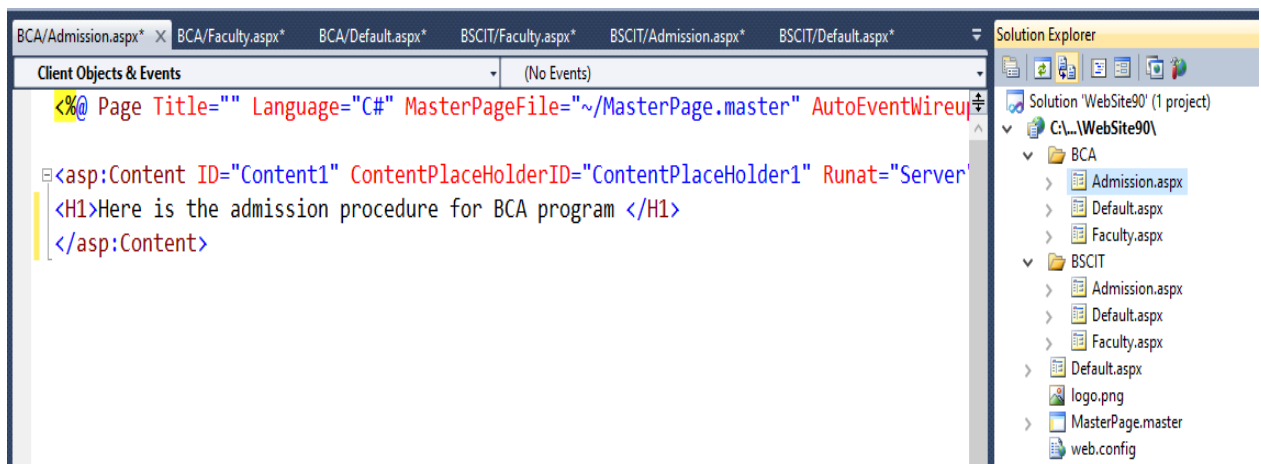 BCA/Admission.aspx* BCA/Faculty.aspx* BCA/Default.aspx* BSCIT/Faculty.aspx* BSCIT/Admission.aspx* BSCIT/Default.aspx*
Client Objects & Events (No Events)
<%@ Page Title="" Language="C#" MasterPageFile="~/MasterPage.master" AutoEventWireup
<asp:Content ID="Content1" ContentPlaceHolderID="ContentPlaceHolder1" Runat="Server"
<H1>Here is the admission procedure for BCA program </H1>
</asp:Content>
Solution Explorer
Solution 'WebSite90' (1 project)
C:\...\WebSite90\
BCA
Admission.aspx
Default.aspx
Faculty.aspx
BSCIT
Admission.aspx
Default.aspx
Faculty.aspx
Default.aspx
logo.png
MasterPage.master
web.config